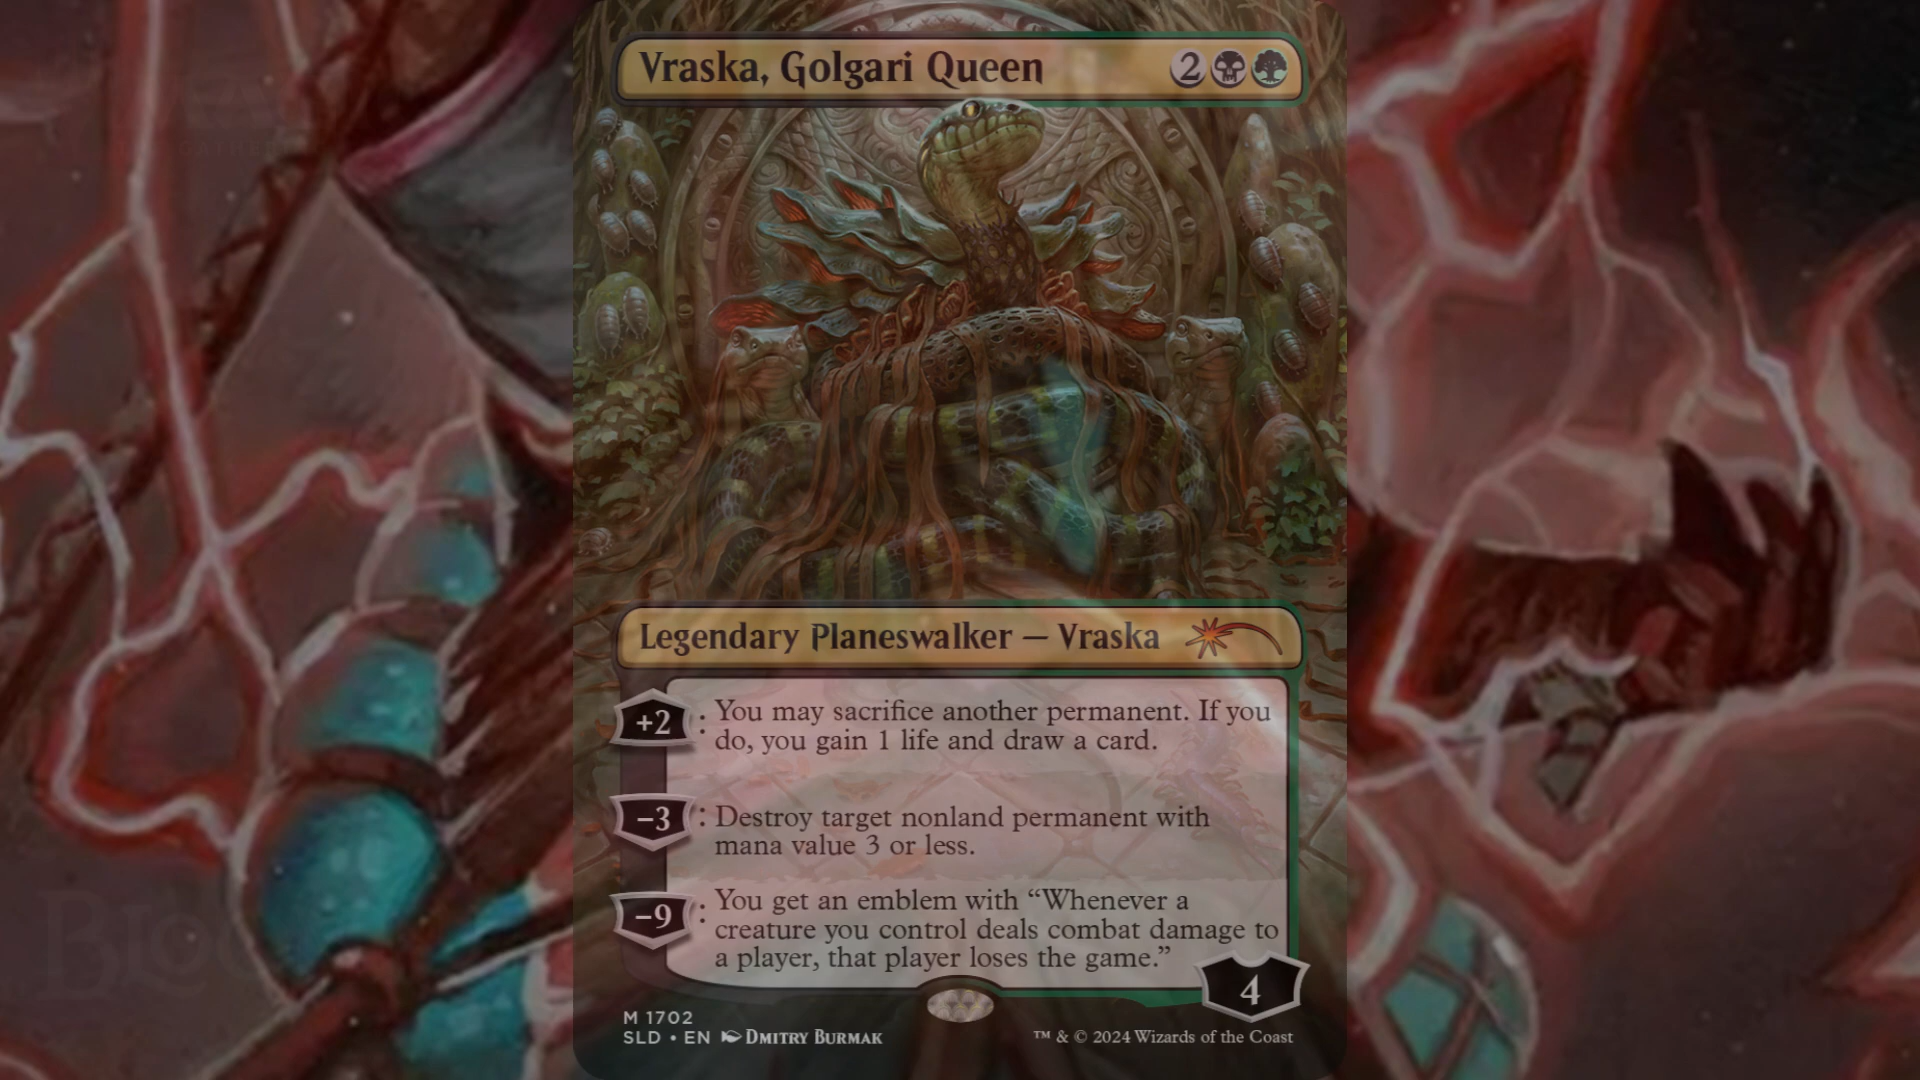 Vraska, Golgari Queen 2
Legendary Planeswalker — Vraska
+2: You may sacrifice another permanent. If you
do, you gain 1 life and draw a card.
−3: Destroy target nonland permanent with
mana value 3 or less.
−9: You get an emblem with “Whenever a
creature you control deals combat damage to
a player, that player loses the game.”
4
M 1702
SLD • EN Dmitry Burmak
™ & © 2024 Wizards of the Coast